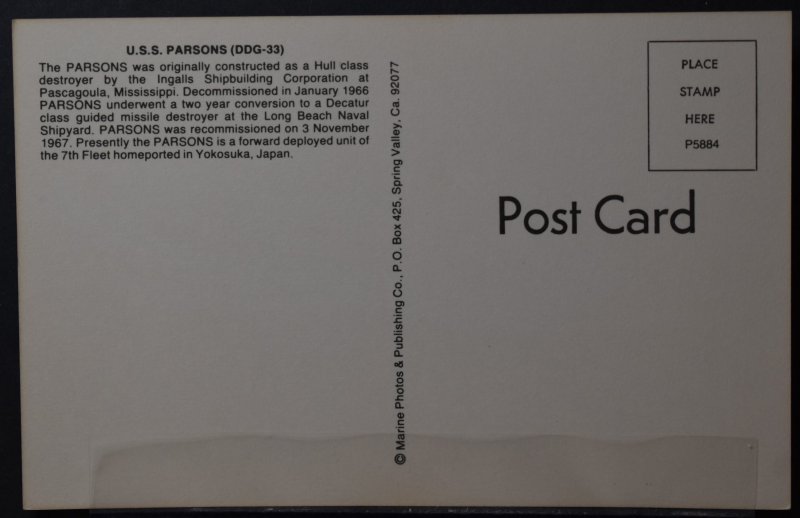 U.S.S. PARSONS (DDG-33)
The PARSONS was originally constructed as a Hull class
destroyer by the Ingalls Shipbuilding Corporation at
Pascagoula, Mississippi. Decommissioned in January 1966
PARSONS underwent a two year conversion to a Decatur
class guided missile destroyer at the Long Beach Naval
Shipyard. PARSONS was recommissioned on 3 November
1967. Presently the PARSONS is a forward deployed unit of
the 7th Fleet homeported in Yokosuka, Japan.
© Marine Photos & Publishing Co., P.O. Box 425, Spring Valley, Ca. 92077
PLACE
STAMP
HERE
P5884
Post Card